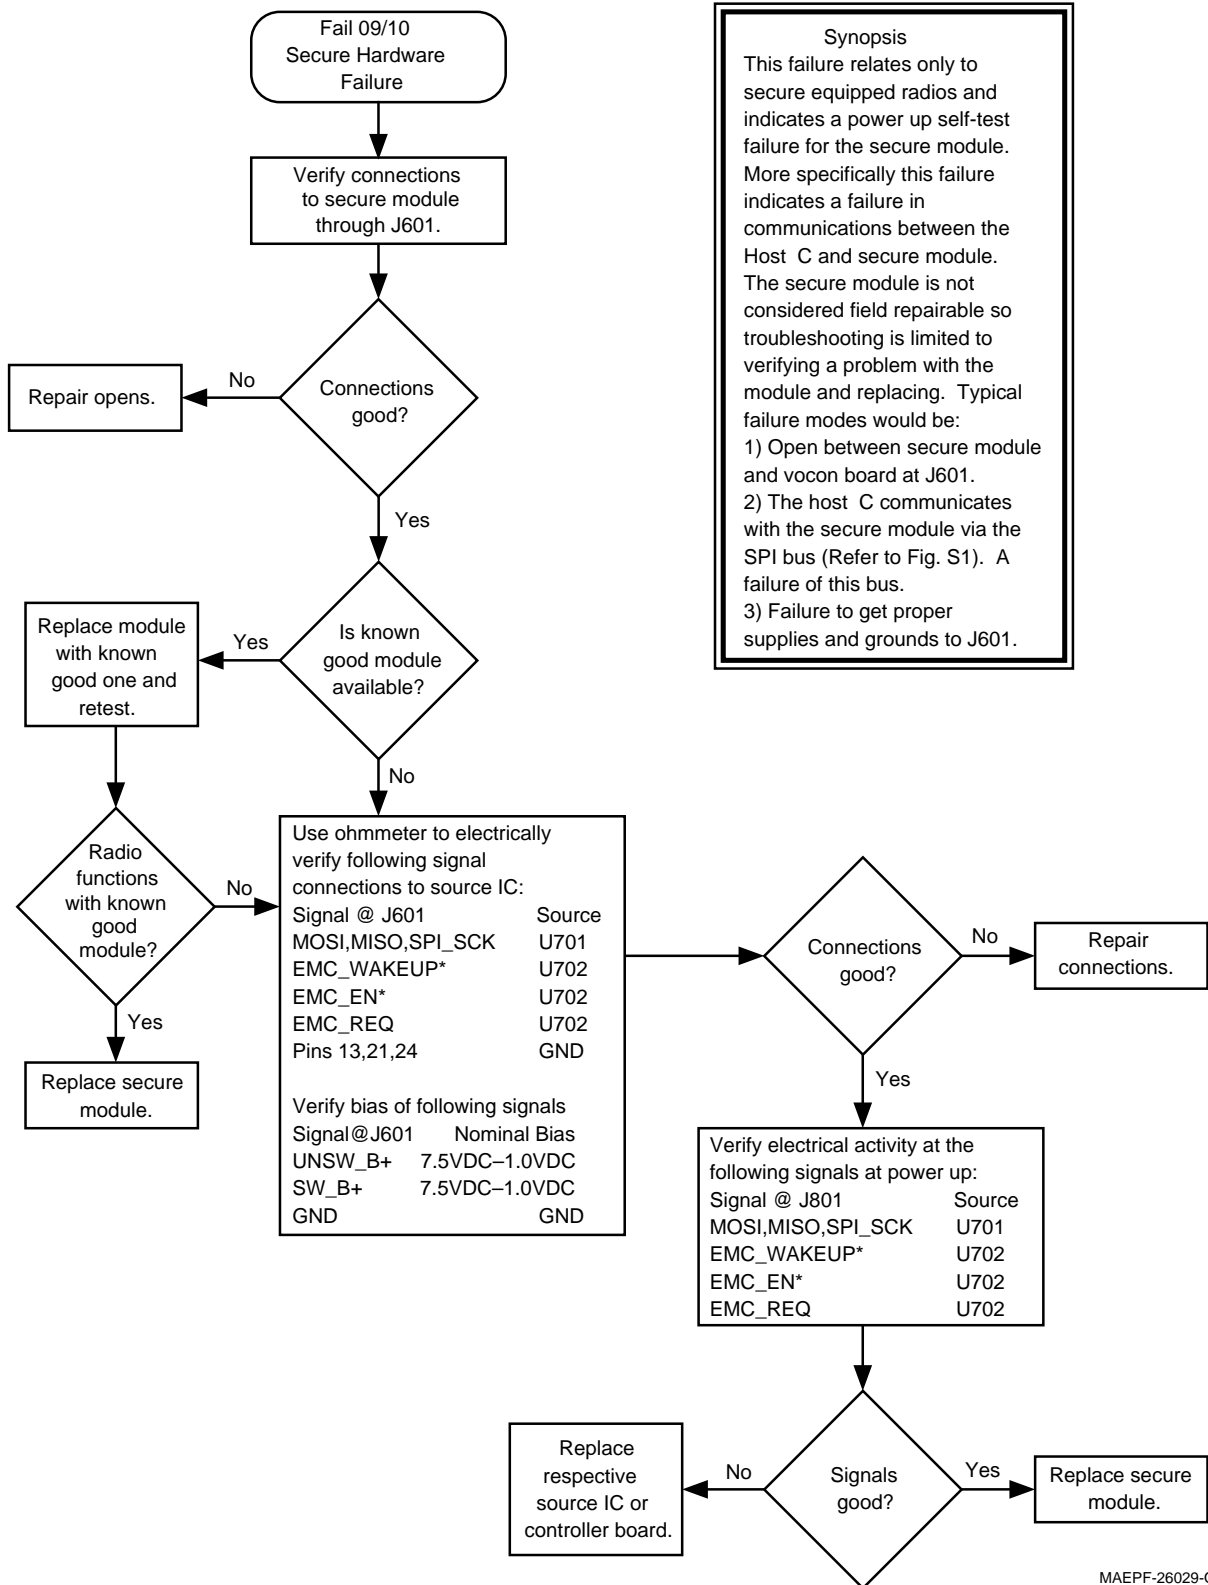 Fail 09/10
Secure Hardware
Failure
Verify connections
to secure module
through J601.
Connections
good?
No
Repair opens.
Yes
Is known
good module
available?
Yes
Replace module
with known
good one and
retest.
No
Radio
functions
with known
good
module?
No
Yes
Replace secure
module.
Use ohmmeter to electrically
verify following signal
connections to source IC:
Signal @ J601 Source
MOSI,MISO,SPI_SCK U701
EMC_WAKEUP* U702
EMC_EN* U702
EMC_REQ U702
Pins 13,21,24 GND
Verify bias of following signals
Signal@J601 Nominal Bias
UNSW_B+ 7.5VDC–1.0VDC
SW_B+ 7.5VDC–1.0VDC
GND GND
Connections
good?
No
Repair
connections.
Yes
Verify electrical activity at the
following signals at power up:
Signal @ J801 Source
MOSI,MISO,SPI_SCK U701
EMC_WAKEUP* U702
EMC_EN* U702
EMC_REQ U702
Signals
good?
No
Replace
respective
source IC or
controller board.
Yes
Replace secure
module.
Synopsis
This failure relates only to
secure equipped radios and
indicates a power up self-test
failure for the secure module.
More specifically this failure
indicates a failure in
communications between the
Host C and secure module.
The secure module is not
considered field repairable so
troubleshooting is limited to
verifying a problem with the
module and replacing. Typical
failure modes would be:
1) Open between secure module
and vocon board at J601.
2) The host C communicates
with the secure module via the
SPI bus (Refer to Fig. S1). A
failure of this bus.
3) Failure to get proper
supplies and grounds to J601.
MAEPF-26029-O